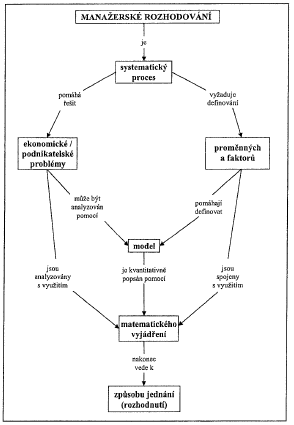 MANAŽERSKÉ ROZHODOVÁNÍ
je
systematický
proces
pomáhá
řešit
vyžaduje
definování
ekonomické /
podnikatelské
problémy
proměnných
a faktorů
může být
analyzován
pomocí
pomáhají
definovat
model
jsou
analyzovány
s využitím
je kvantitativně
popsán pomocí
jsou
spojeny
s využitím
matematického
vyjádření
nakonec
vede k
způsobu jednání
(rozhodnutí)